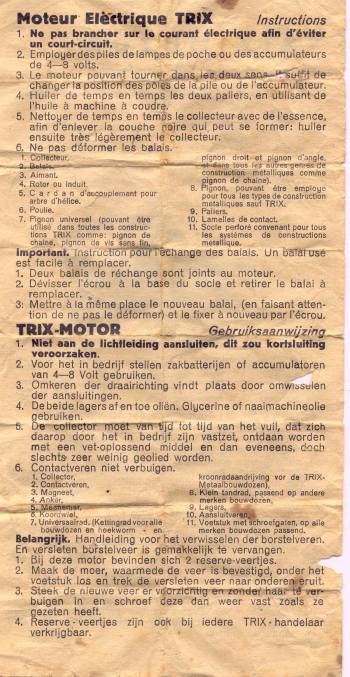 Moteur Electrique TRIX Instructions
1. Ne pas brancher sur le courant électrique afin d'éviter
un court-circuit.
2. Employer des piles de lampes de poche ou des accumulateurs
de 4—8 volts.
3. Le moteur pouvant tourner dans les deux sens, il suffit de
changer la position des poles de la pile ou de l'accumulateur.
4. Huiler de temps en temps les deux paliers, en utilisant de
l'huile à machine à coudre.
5. Nettoyer de temps en temps le collecteur avec de l'essence,
afin d'enlever la couche noire qui peut se former: huiler
ensuite très légèrement le collecteur.
6. Ne pas déformer les balais.
1. Collecteur.
2. Balais.
3. Aimant.
4. Rotor ou induit.
5. Cardan d'accouplement pour
arbre d'hélice.
6. Poulie.
7. Pignon universel (pouvant être
utilisé dans toutes les construc-
tions TRIX comme: pignon de
chaine, pignon de vis sans fin,
pignon droit et pignon d'angle,
et dans tous les autres genres de
construction métalliques comme
pignon de chaine).
8. Pignon, pouvant être employé
pour tous les types de construction
métalliques sauf TRIX.
9. Paliers.
10. Lamelles de contact.
11. Socle perforé convenant pour tous
les systèmes de constructions
métalliques.
Important. Instruction pour l'échange des balais. Un balai usé
est facile à remplacer.
1. Deux balais de réchange sont joints au moteur.
2. Dévisser l'écrou à la base du socle et retirer le balai à
remplacer.
3. Mettre à la même place le nouveau balai, (en faisant atten-
tion de ne pas le déformer) et le fixer à nouveau par l'écrou.
TRIX-MOTOR Gebruiksaanwijzing
1. Niet aan de lichtleiding aansluiten, dit zou kortsluiting
veroorzaken.
2. Voor het in bedrijf stellen zakbatterijen of accumulatoren
van 4—8 Volt gebruiken.
3. Omkeren der draairichting vindt plaats door omwisselen
der aansluitingen.
4. De beide lagers af en toe oliën. Glycerine of naaimachineolie
gebruiken.
5. De collector moet van tijd tot tijd van het vuil, dat zich
daarop door het in bedrijf zijn vastzet, ontdaan worden
met een vet-oplossend middel en dan eveneens, doch
slechts zeer weinig geolied worden.
6. Contactveren niet verbuigen.
1. Collector,
2. Contactveren,
3. Magneet,
4. Anker,
5. Meenemer,
6. Koordwiel,
7. Universaalrad, (Kettingrad voor alle
bouwdozen en hoekworm - en
kroonradaandrijving vor de TRIX-
Metaalbouwdozen),
8. Klein tandrad, passend op andere
merken bouwdozen,
9. Lagers,
10. Aansluitveren,
11. Voetstuk met schroefgaten, op alle
merken bouwdozen passend.
Belangrijk. Handleiding voor het verwisselen der borstelveren.
En versleten borstelveer is gemakkelijk te vervangen.
1. Bij deze motor bevinden sich 2 reserve-veertjes.
2. Maak de moer, waarmede de veer is bevestigd, onder het
voetstuk los en trek de versleten veer naar onderen eruit.
3. Steek de nieuwe veer er voorzichtig en zonder haar te ver-
buigen in en schroef deze dan weer vast zoals ze
gezeten heeft.
4. Reserve-veertjes zijn ook bij iedere TRIX-handelaar
verkrijgbaar.